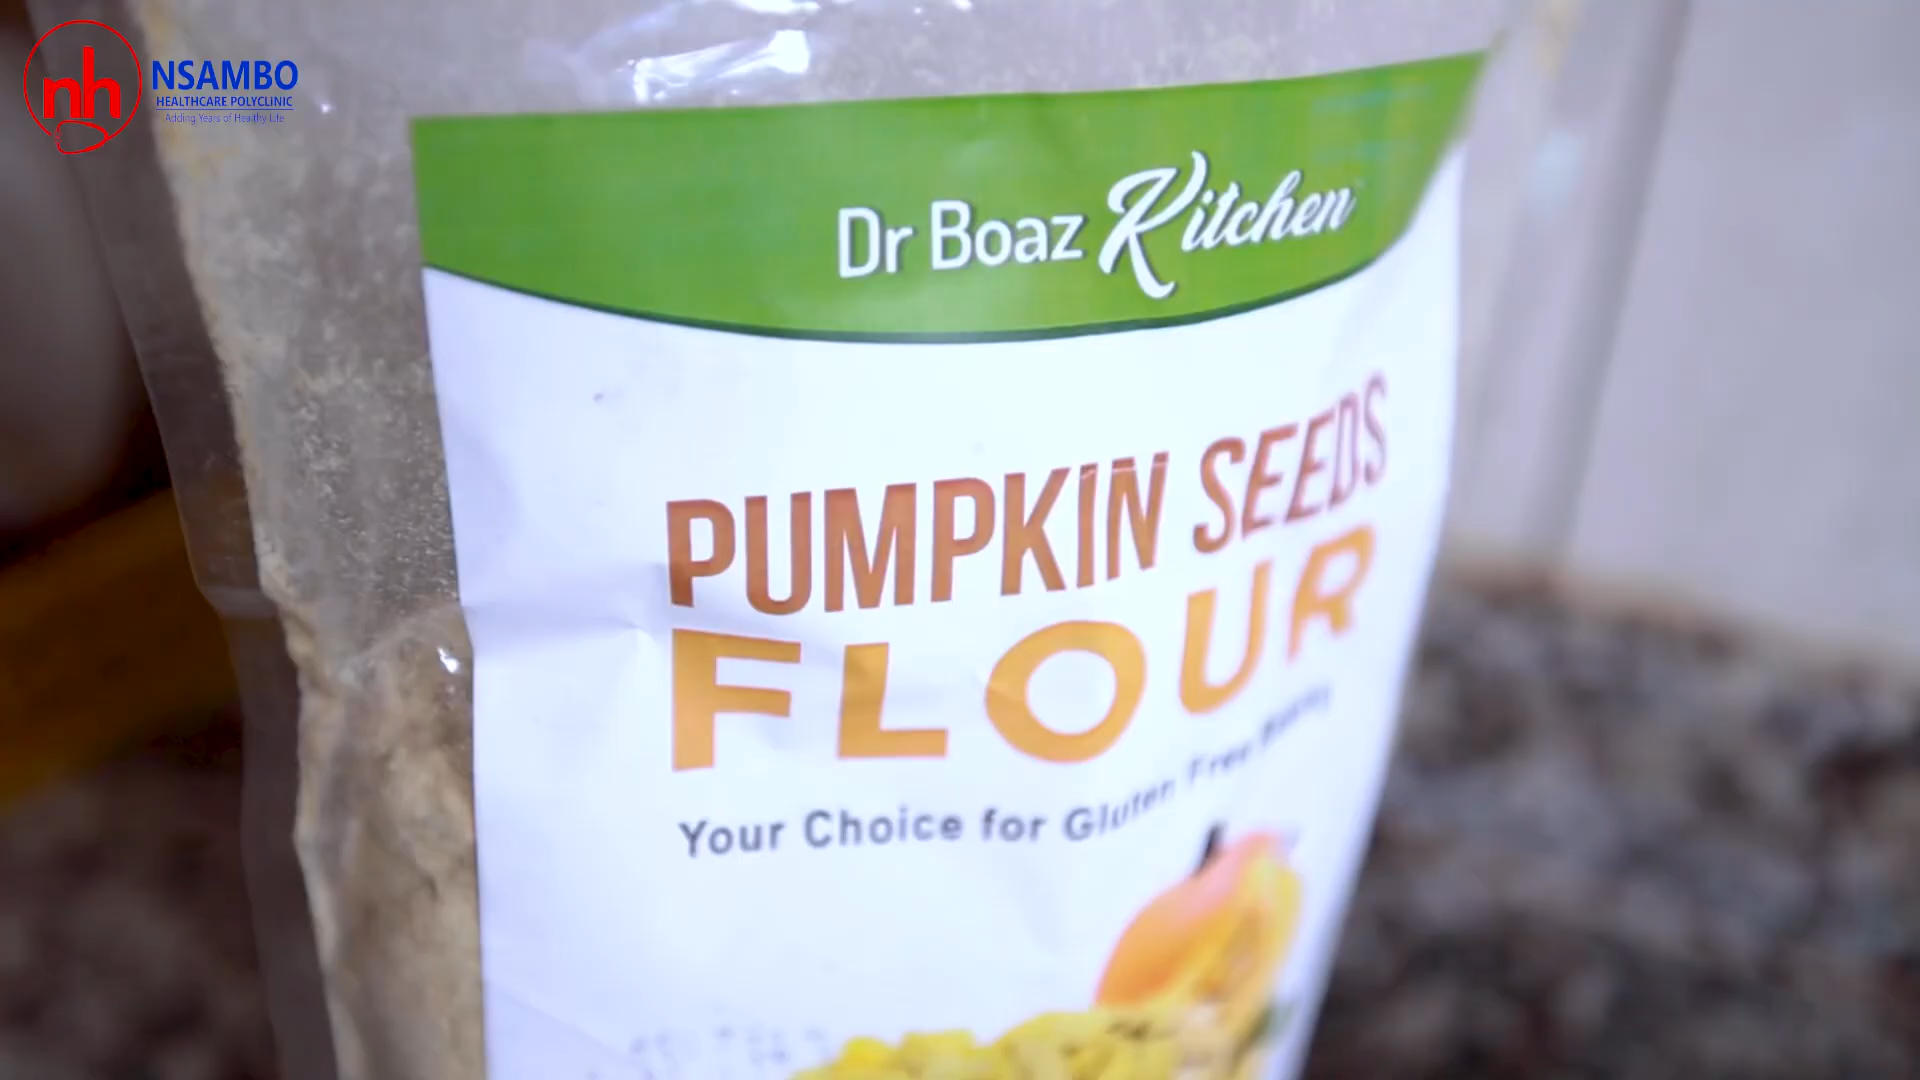 nh
NSAMBO
HEALTHCARE POLYCLINIC
Adding Years of Healthy Life
Dr Boaz Kitchen
PUMPKIN SEEDS
FLOUR
Your Choice for Gluten Free Baking